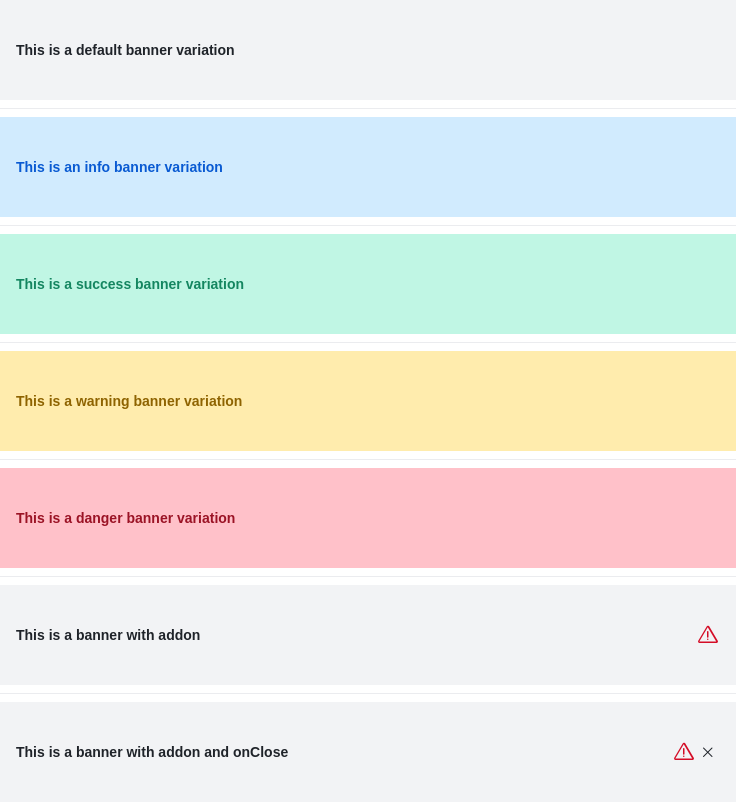 This is a default banner variation
This is an info banner variation
This is a success banner variation
This is a warning banner variation
This is a danger banner variation
This is a banner with addon
This is a banner with addon and onClose